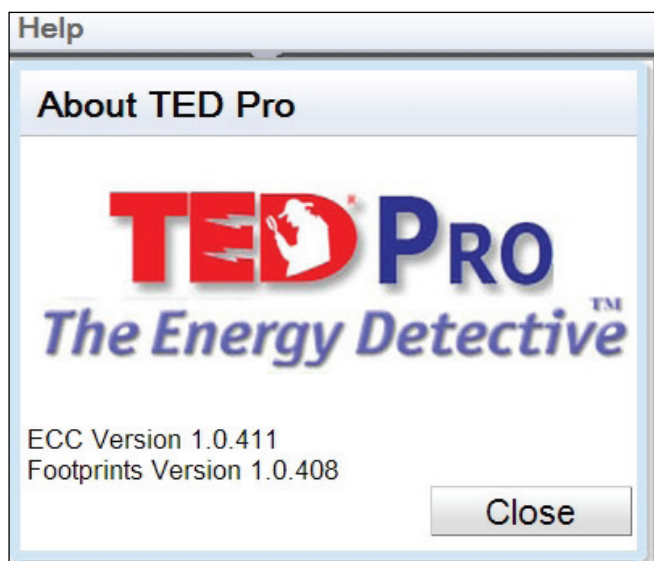 Help
About TED Pro
TED® PRO
The Energy Detective™
ECC Version 1.0.411
Footprints Version 1.0.408
Close